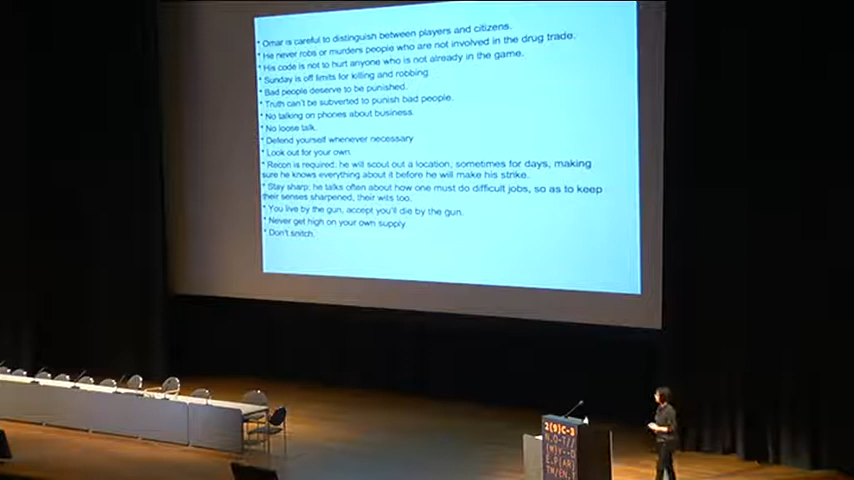 * Omar is careful to distinguish between players and citizens.
* He never robs or murders people who are not involved in the drug trade.
* His code is not to hurt anyone who is not already in the game.
* Sunday is off limits for killing and robbing.
* Bad people deserve to be punished.
* Truth can't be subverted to punish bad people.
* No talking on phones about business.
* No loose talk.
* Defend yourself whenever necessary
* Look out for your own.
* Recon is required: he will scout out a location, sometimes for days, making
sure he knows everything about it before he will make his strike.
* Stay sharp: he talks often about how one must do difficult jobs, so as to keep
their senses sharpened, their wits too.
* You live by the gun, accept you'll die by the gun.
* Never get high on your own supply
* Don't snitch.
2(9)C-3
N.O-T/
(M)Y--D
E.P(AR)
TM/EN.T